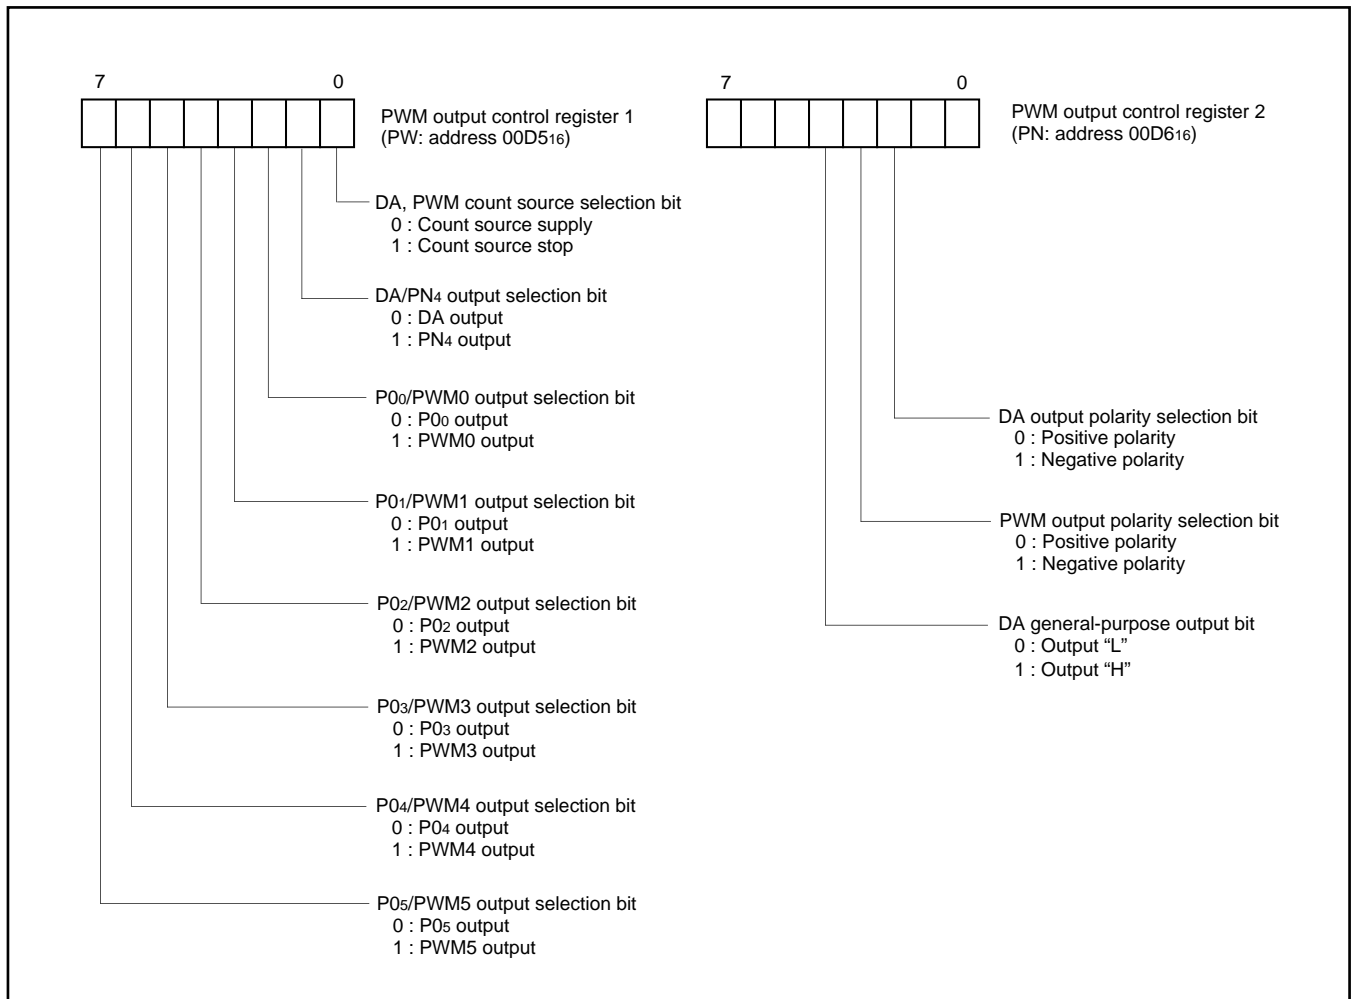 7 0
PWM output control register 1
(PW: address 00D516)
DA, PWM count source selection bit
0 : Count source supply
1 : Count source stop
DA/PN4 output selection bit
0 : DA output
1 : PN4 output
P00/PWM0 output selection bit
0 : P00 output
1 : PWM0 output
P01/PWM1 output selection bit
0 : P01 output
1 : PWM1 output
P02/PWM2 output selection bit
0 : P02 output
1 : PWM2 output
P03/PWM3 output selection bit
0 : P03 output
1 : PWM3 output
P04/PWM4 output selection bit
0 : P04 output
1 : PWM4 output
P05/PWM5 output selection bit
0 : P05 output
1 : PWM5 output
7 0
PWM output control register 2
(PN: address 00D616)
DA output polarity selection bit
0 : Positive polarity
1 : Negative polarity
PWM output polarity selection bit
0 : Positive polarity
1 : Negative polarity
DA general-purpose output bit
0 : Output “L”
1 : Output “H”